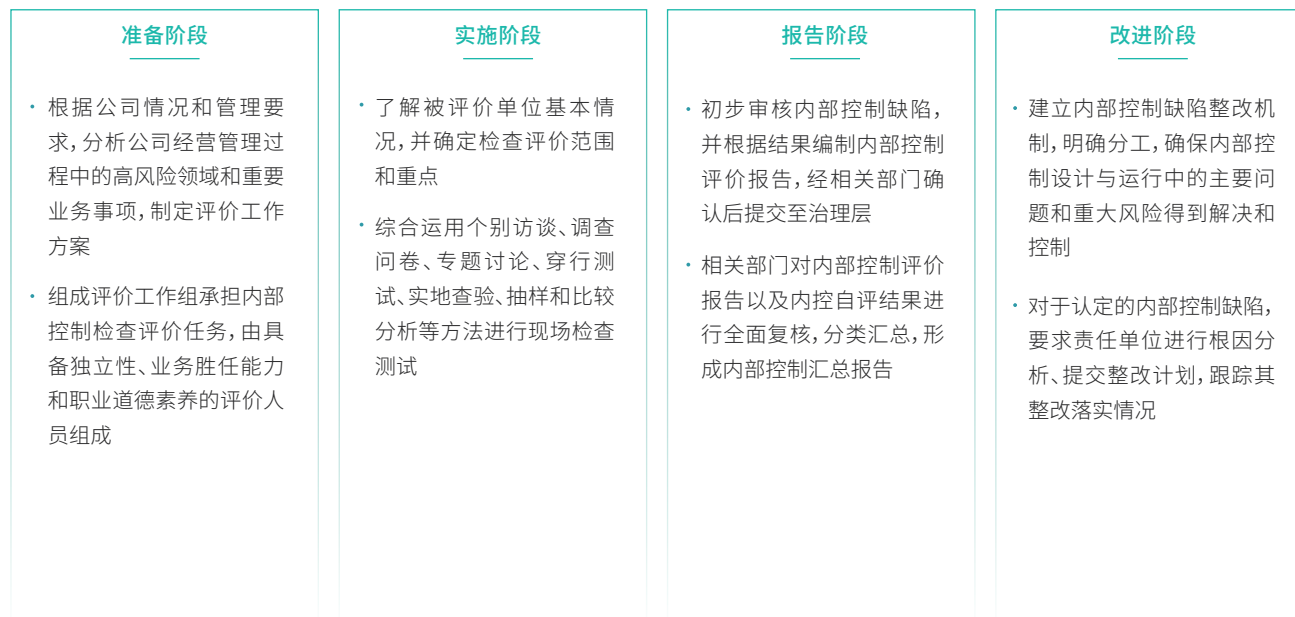 准备阶段
· 根据公司情况和管理要
求,分析公司经营管理过
程中的高风险领域和重要
业务事项,制定评价工作
方案
· 组成评价工作组承担内部
控制检查评价任务,由具
备独立性、业务胜任能力
和职业道德素养的评价人
员组成
实施阶段
· 了解被评价单位基本情
况,并确定检查评价范围
和重点
· 综合运用个别访谈、调查
问卷、专题讨论、穿行测
试、实地查验、抽样和比较
分析等方法进行现场检查
测试
报告阶段
· 初步审核内部控制缺陷,
并根据结果编制内部控制
评价报告,经相关部门确
认后提交至治理层
· 相关部门对内部控制评价
报告以及内控自评结果进
行全面复核,分类汇总,形
成内部控制汇总报告
改进阶段
· 建立内部控制缺陷整改机
制,明确分工,确保内部控
制设计与运行中的主要问
题和重大风险得到解决和
控制
· 对于认定的内部控制缺陷,
要求责任单位进行根因分
析、提交整改计划,跟踪其
整改落实情况